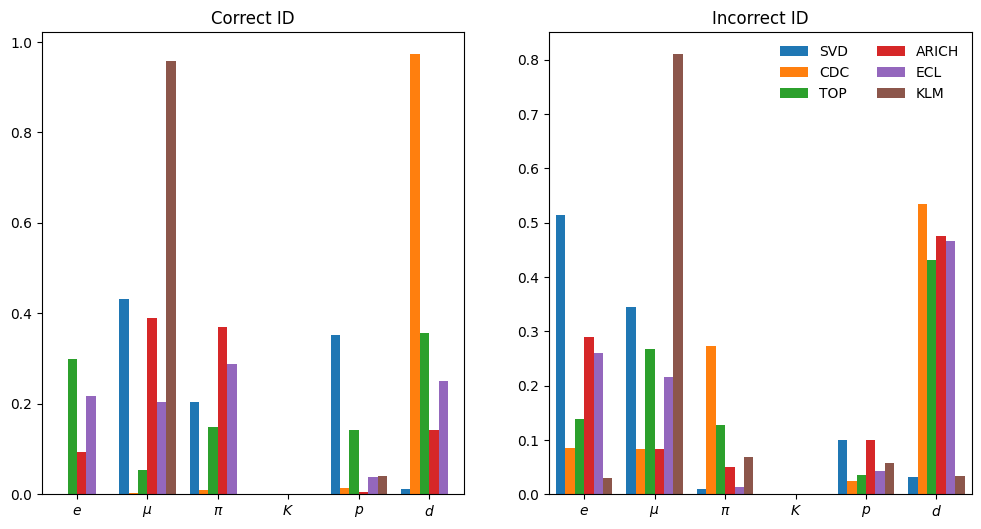 Correct ID
1.0
0.8
0.6
0.4
0.2
0.0
e μ π K p d
Incorrect ID
SVD ARICH
CDC ECL
TOP KLM
0.8
0.7
0.6
0.5
0.4
0.3
0.2
0.1
0.0
e μ π K p d